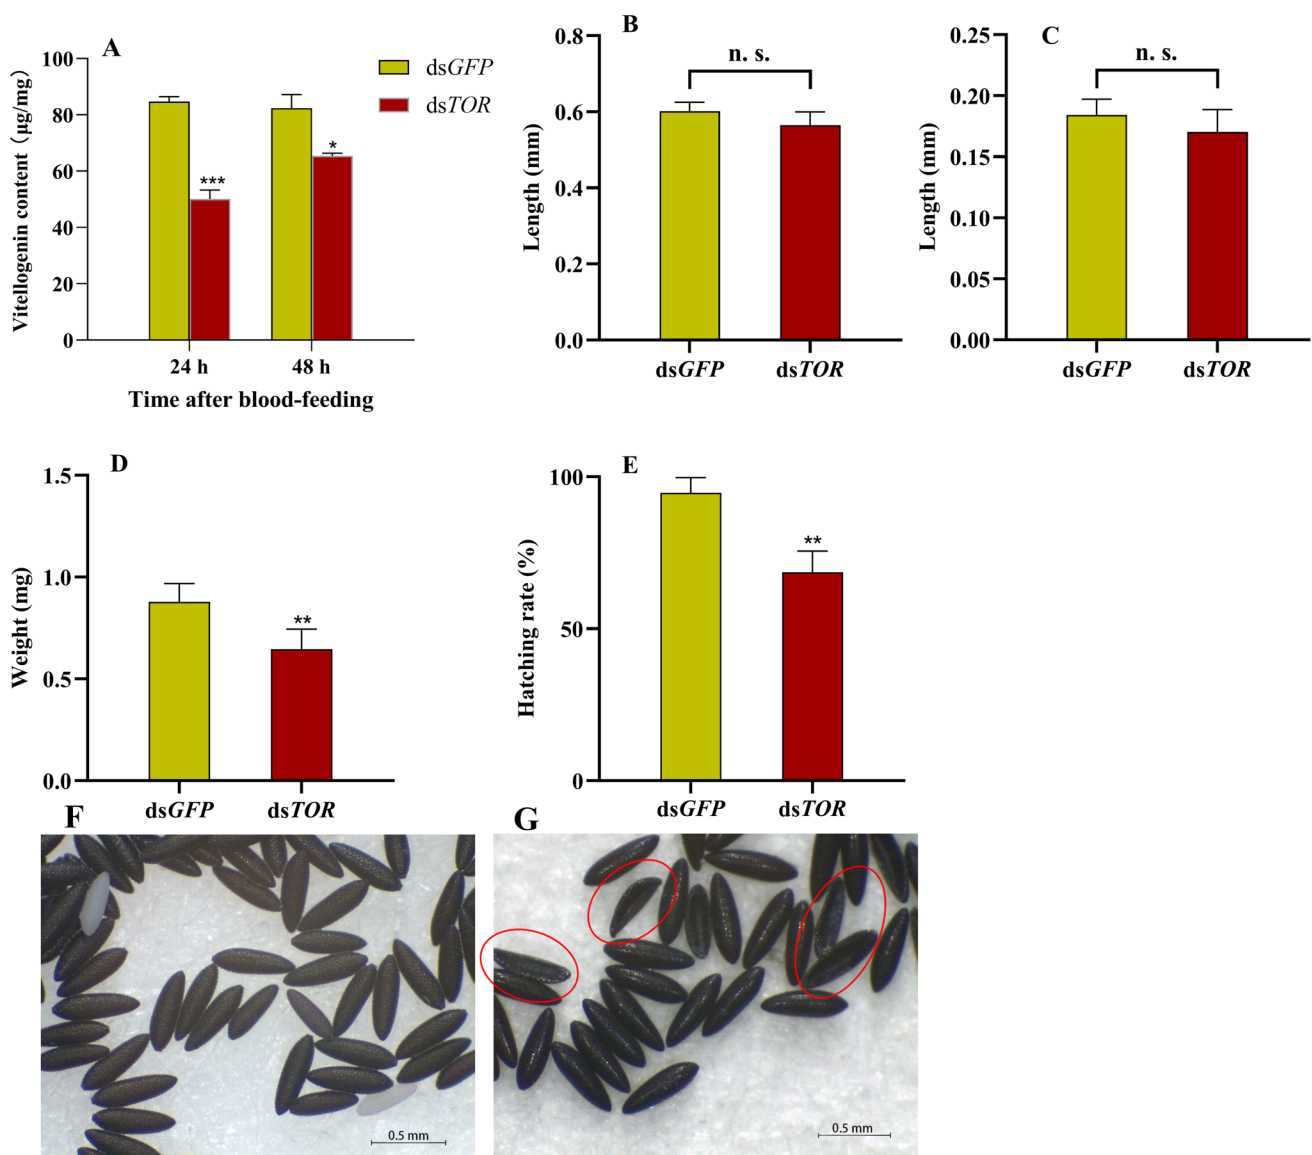 A
Vitellogenin content (μg/mg)
100
80
60
40
20
0
***
*
24 h
48 h
Time after blood-feeding
dsGFP
dsTOR
B
Length (mm)
0.8
0.6
0.4
0.2
0.0
n. s.
dsGFP
dsTOR
C
Length (mm)
0.25
0.20
0.15
0.10
0.05
0.00
n. s.
dsGFP
dsTOR
D
Weight (mg)
1.5
1.0
0.5
0.0
**
dsGFP
dsTOR
E
Hatching rate (%)
100
50
0
**
dsGFP
dsTOR
F
0.5 mm
G
0.5 mm